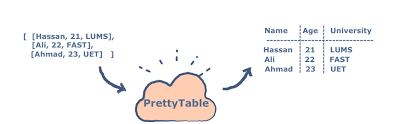 [ [Hassan, 21, LUMS],
[Ali, 22, FAST],
[Ahmad, 23, UET] ]
PrettyTable
Name Age University
Hassan 21 LUMS
Ali 22 FAST
Ahmad 23 UET